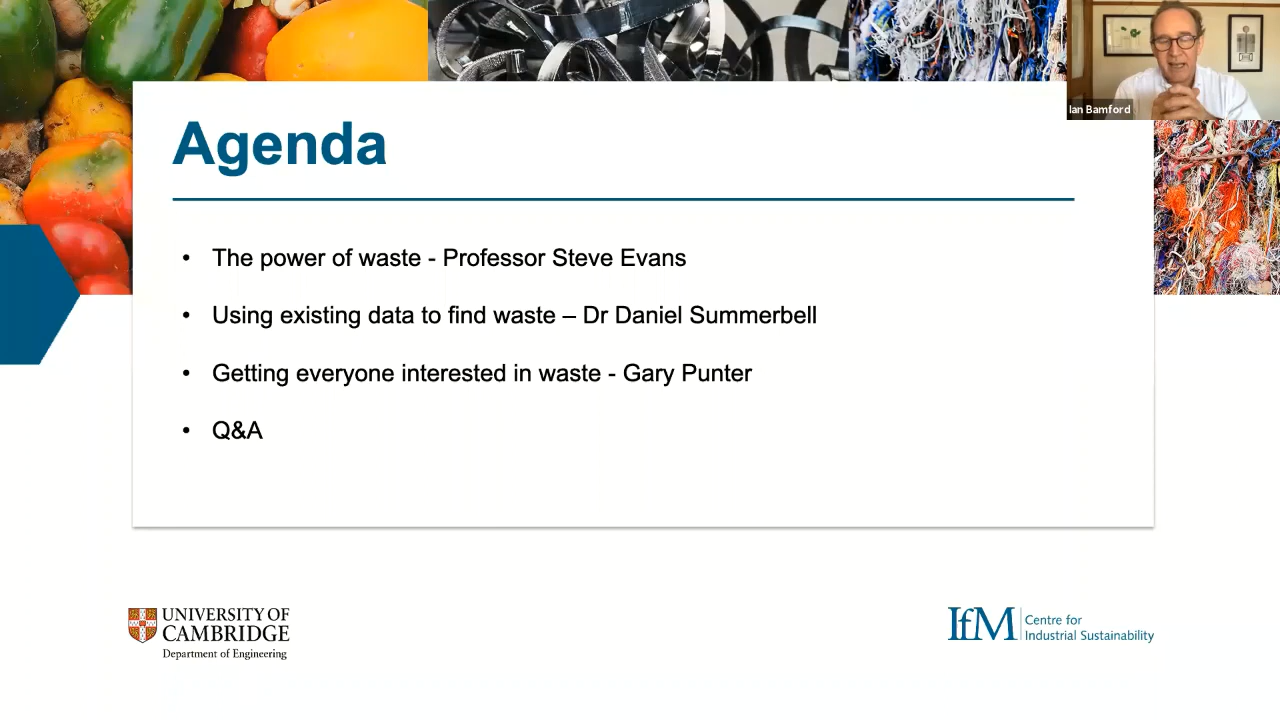 Ian Bamford
Agenda
• The power of waste - Professor Steve Evans
• Using existing data to find waste – Dr Daniel Summerbell
• Getting everyone interested in waste - Gary Punter
• Q&A
UNIVERSITY OF
CAMBRIDGE
Department of Engineering
IfM Centre for
Industrial Sustainability